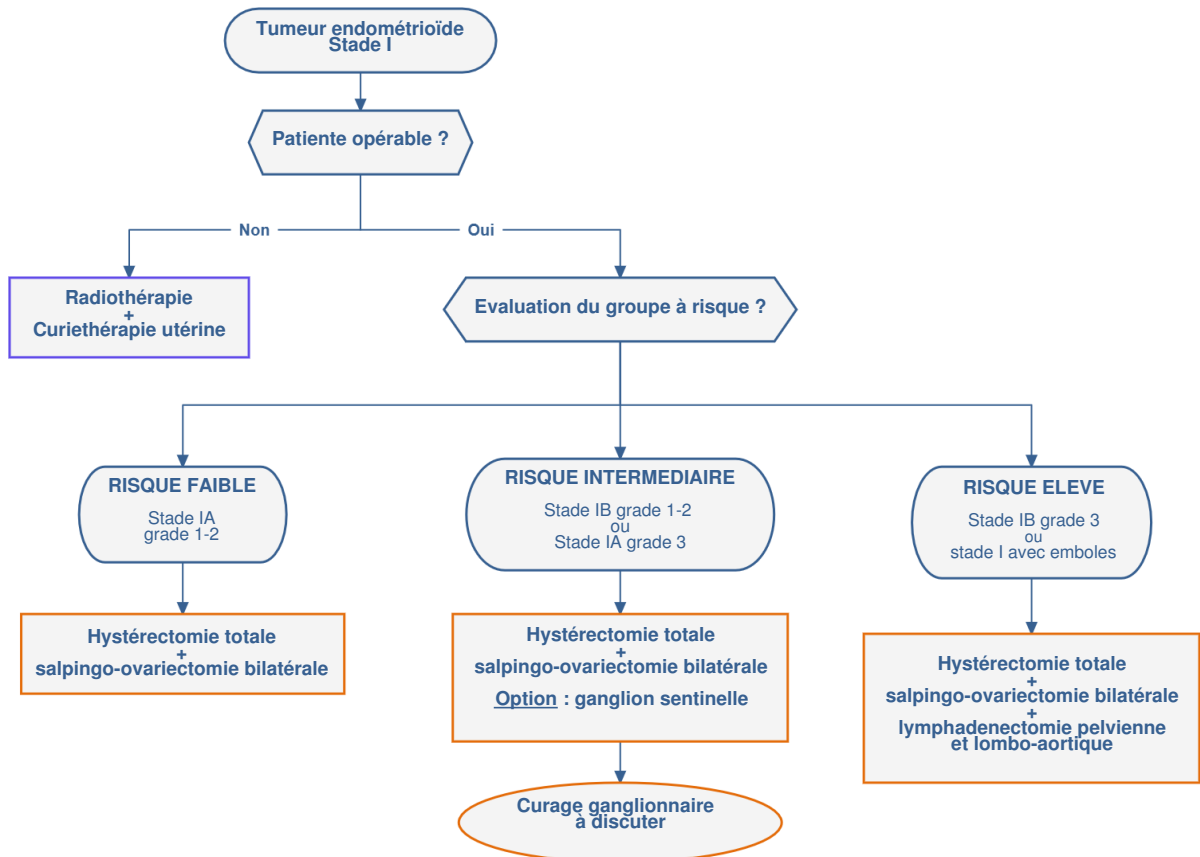 Tumeur endométrioïde
Stade I
Patiente opérable ?
Non
Oui
Radiothérapie
+
Curiethérapie utérine
Evaluation du groupe à risque ?
RISQUE FAIBLE
Stade IA
grade 1-2
RISQUE INTERMEDIAIRE
Stade IB grade 1-2
ou
Stade IA grade 3
RISQUE ELEVE
Stade IB grade 3
ou
stade I avec emboles
Hystérectomie totale
+
salpingo-ovariectomie bilatérale
Hystérectomie totale
+
salpingo-ovariectomie bilatérale
Option : ganglion sentinelle
Hystérectomie totale
+
salpingo-ovariectomie bilatérale
+
lymphadenectomie pelvienne
et lombo-aortique
Curage ganglionnaire
à discuter